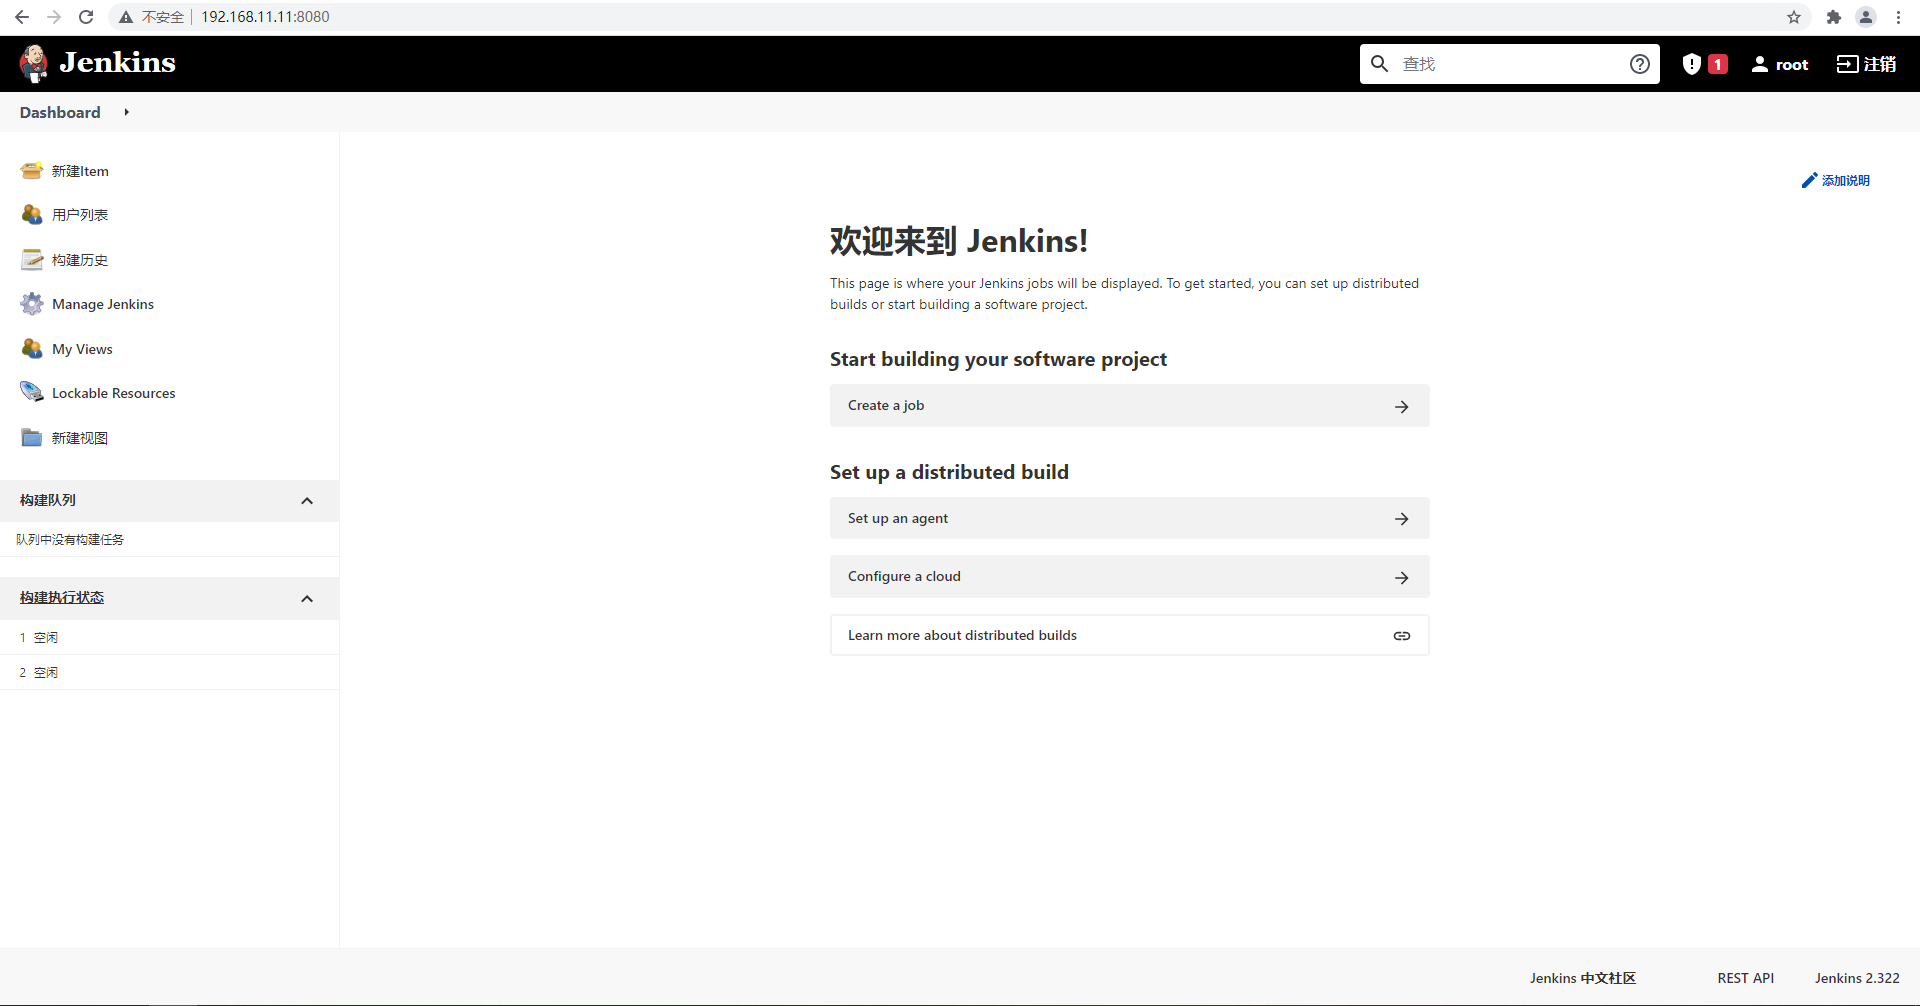 不安全 192.168.11.11:8080
Jenkins
查找
1
root
注销
Dashboard
新建Item
用户列表
构建历史
Manage Jenkins
My Views
Lockable Resources
新建视图
构建队列
队列中没有构建任务
构建执行状态
1 空闲
2 空闲
添加说明
欢迎来到 Jenkins!
This page is where your Jenkins jobs will be displayed. To get started, you can set up distributed
builds or start building a software project.
Start building your software project
Create a job
Set up a distributed build
Set up an agent
Configure a cloud
Learn more about distributed builds
Jenkins 中文社区
REST API
Jenkins 2.322